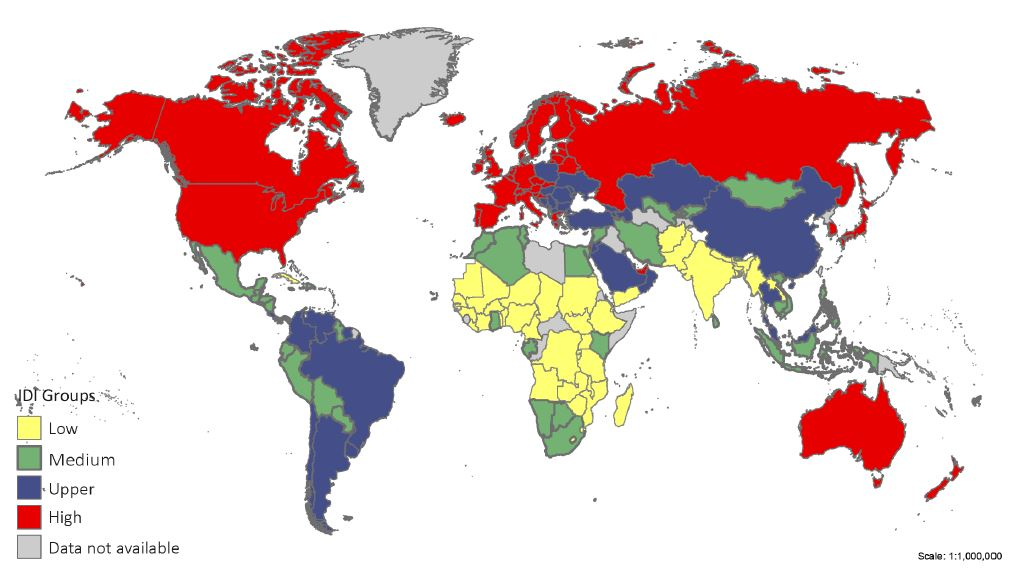 IDI Groups
Low
Medium
Upper
High
Data not available
Scale: 1:1,000,000